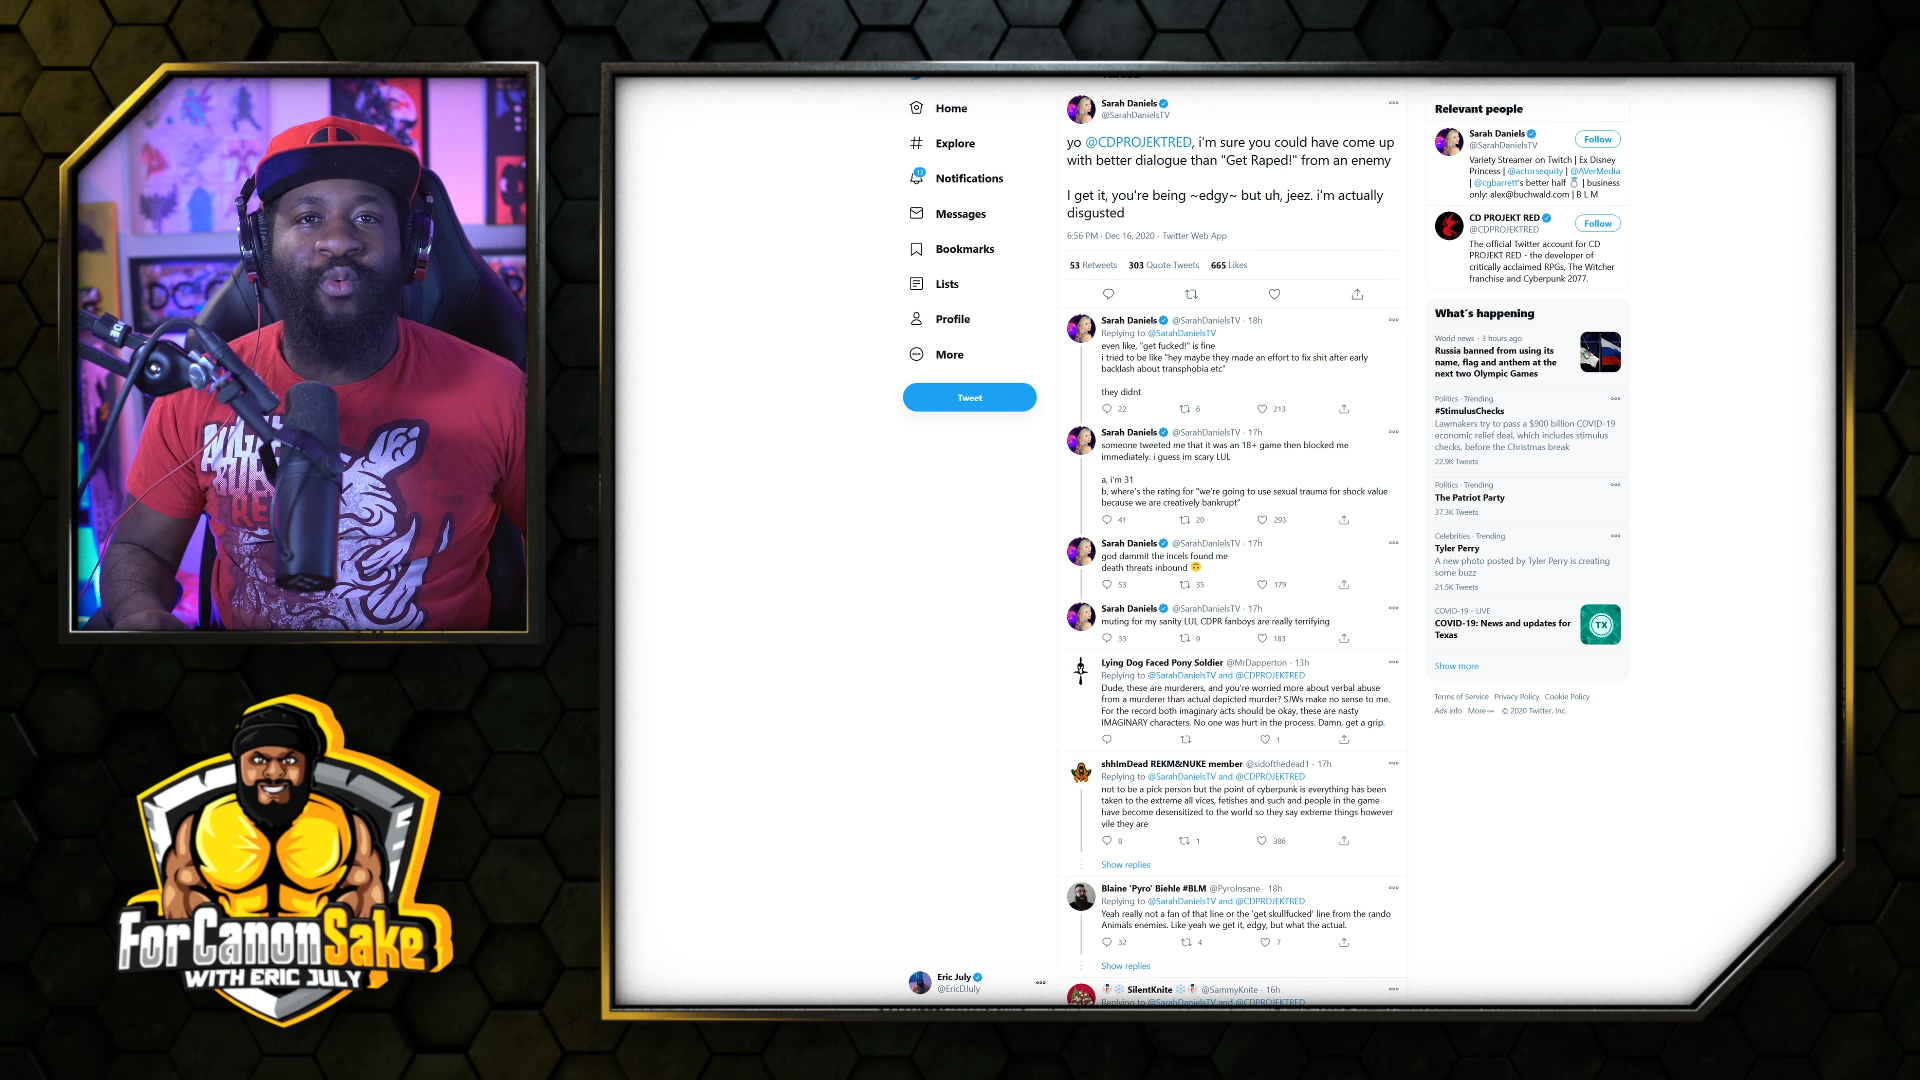 Home
Explore
13
Notifications
Messages
Bookmarks
Lists
Profile
More
Tweet
Eric July
@EricDJuly
Sarah Daniels
@SarahDanielsTV
yo @CDPROJEKTRED, i'm sure you could have come up
with better dialogue than "Get Raped!" from an enemy
I get it, you're being ~edgy~ but uh, jeez. i'm actually
disgusted
6:56 PM · Dec 16, 2020 · Twitter Web App
53 Retweets 303 Quote Tweets 665 Likes
Sarah Daniels @SarahDanielsTV · 18h
Replying to @SarahDanielsTV
even like, "get fucked!" is fine
i tried to be like "hey maybe they made an effort to fix shit after early
backlash about transphobia etc"
they didnt
22 6 213
Sarah Daniels @SarahDanielsTV · 17h
someone tweeted me that it was an 18+ game then blocked me
immediately. i guess im scary LUL
a, i'm 31
b, where's the rating for "we're going to use sexual trauma for shock value
because we are creatively bankrupt"
41 20 293
Sarah Daniels @SarahDanielsTV · 17h
god dammit the incels found me
death threats inbound 🙃
53 35 179
Sarah Daniels @SarahDanielsTV · 17h
muting for my sanity LUL CDPR fanboys are really terrifying
33 9 183
Lying Dog Faced Pony Soldier @MrDapperton · 13h
Replying to @SarahDanielsTV and @CDPROJEKTRED
Dude, these are murderers, and you're worried more about verbal abuse
from a murderer than actual depicted murder? SJWs make no sense to me.
For the record both imaginary acts should be okay, these are nasty
IMAGINARY characters. No one was hurt in the process. Damn, get a grip.
1
shhImDead REKM&NUKE member @sidofthedead1 · 17h
Replying to @SarahDanielsTV and @CDPROJEKTRED
not to be a pick person but the point of cyberpunk is everything has been
taken to the extreme all vices, fetishes and such and people in the game
have become desensitized to the world so they say extreme things however
vile they are
8 1 386
Show replies
Blaine 'Pyro' Biehle #BLM @PyroInsane · 18h
Replying to @SarahDanielsTV and @CDPROJEKTRED
Yeah really not a fan of that line or the 'get skullfucked' line from the rando
Animals enemies. Like yeah we get it, edgy, but what the actual.
32 4 7
Show replies
SilentKnite @SammyKnite · 16h
Replying to @SarahDanielsTV and @CDPROJEKTRED
Relevant people
Sarah Daniels
@SarahDanielsTV
Follow
Variety Streamer on Twitch | Ex Disney
Princess | @actorsequity | @AVerMedia
| @cgbarrett's better half 💍 | business
only: alex@buchwald.com | B L M
CD PROJEKT RED
@CDPROJEKTRED
Follow
The official Twitter account for CD
PROJEKT RED - the developer of
critically acclaimed RPGs, The Witcher
franchise and Cyberpunk 2077.
What's happening
World news · 3 hours ago
Russia banned from using its
name, flag and anthem at the
next two Olympic Games
Politics · Trending
#StimulusChecks
Lawmakers try to pass a $900 billion COVID-19
economic relief deal, which includes stimulus
checks, before the Christmas break
22.9K Tweets
Politics · Trending
The Patriot Party
37.3K Tweets
Celebrities · Trending
Tyler Perry
A new photo posted by Tyler Perry is creating
some buzz
21.5K Tweets
COVID-19 · LIVE
COVID-19: News and updates for
Texas
TX
Show more
Terms of Service Privacy Policy Cookie Policy
Ads info More © 2020 Twitter, Inc.
ForCanonSake
WITH ERIC JULY